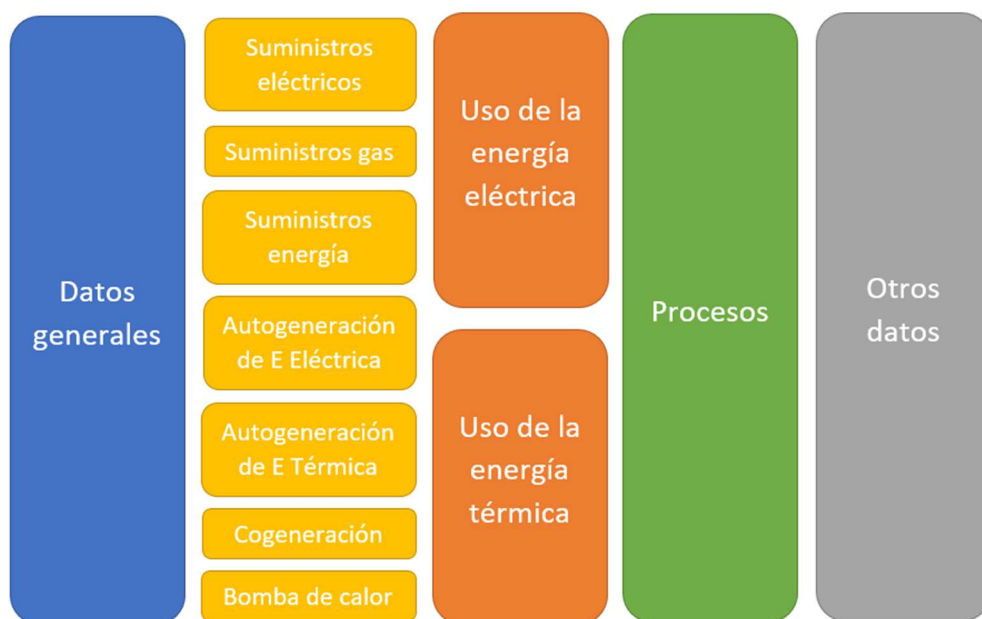 Datos
generales
Suministros
eléctricos
Suministros gas
Suministros
energía
Autogeneración
de E Eléctrica
Autogeneración
de E Térmica
Cogeneración
Bomba de calor
Uso de la
energía
eléctrica
Uso de la
energía
térmica
Procesos
Otros
datos